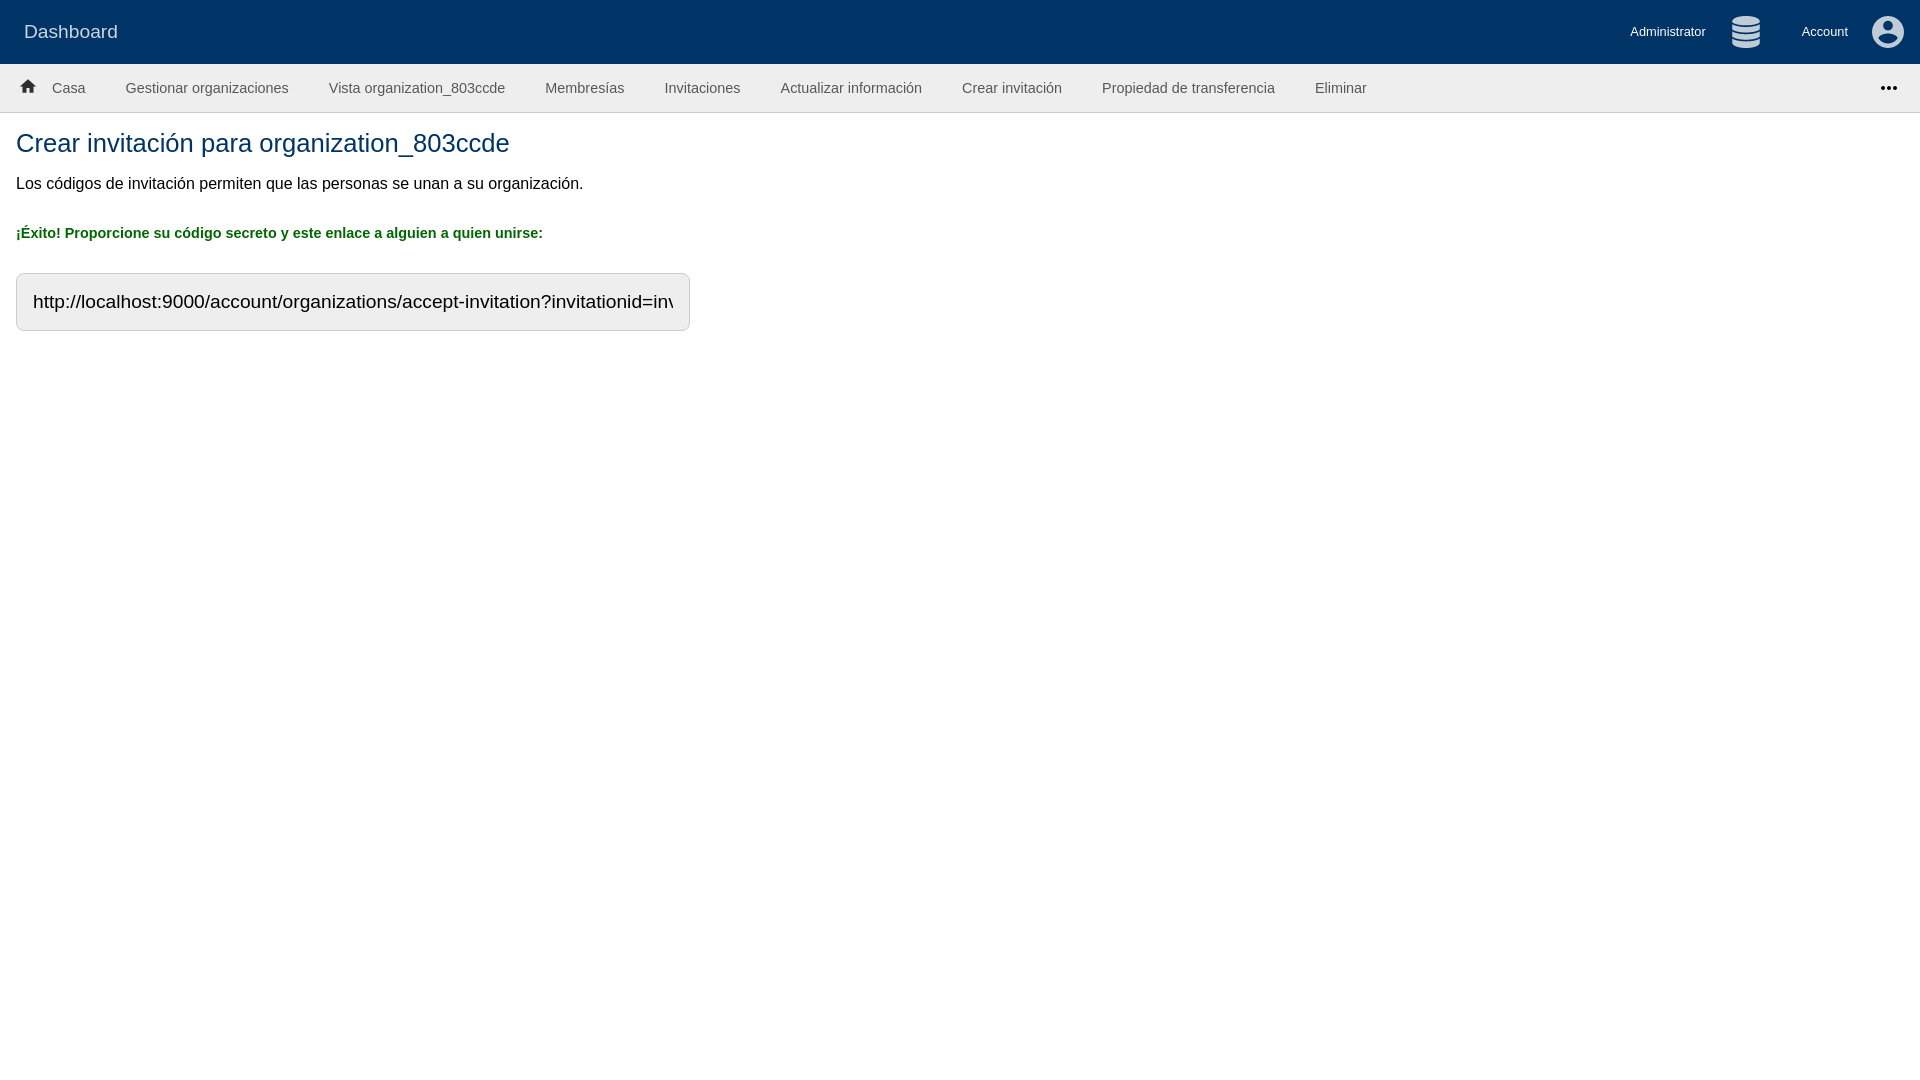 Dashboard
Administrator
Account
Casa
Gestionar organizaciones
Vista organization_803ccde
Membresías
Invitaciones
Actualizar información
Crear invitación
Propiedad de transferencia
Eliminar
Crear invitación para organization_803ccde
Los códigos de invitación permiten que las personas se unan a su organización.
¡Éxito! Proporcione su código secreto y este enlace a alguien a quien unirse:
http://localhost:9000/account/organizations/accept-invitation?invitationid=inv